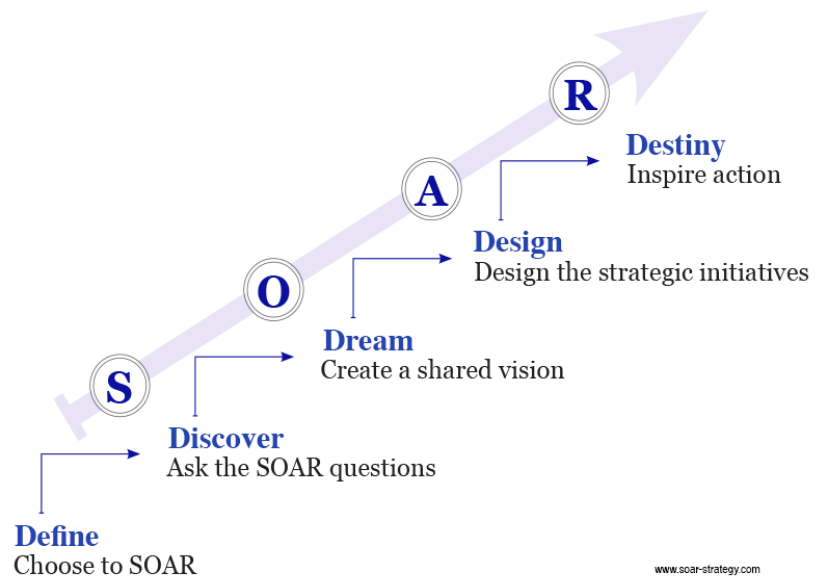 R
Destiny
Inspire action
A
Design
Design the strategic initiatives
O
Dream
Create a shared vision
S
Discover
Ask the SOAR questions
Define
Choose to SOAR
www.soar-strategy.com